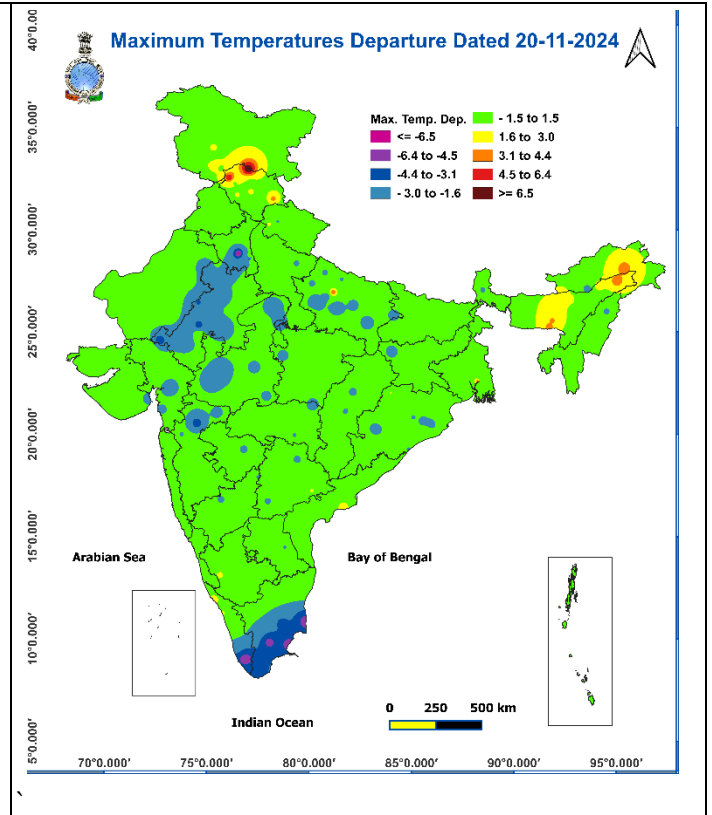 Maximum Temperatures Departure Dated 20-11-2024
Max. Temp. Dep.
<= -6.5
-6.4 to -4.5
-4.4 to -3.1
- 3.0 to -1.6
- 1.5 to 1.5
1.6 to 3.0
3.1 to 4.4
4.5 to 6.4
>= 6.5
40°0.000'
35°0.000'
30°0.000'
25°0.000'
20°0.000'
15°0.000'
10°0.000'
5°0.000'
Arabian Sea
Bay of Bengal
Indian Ocean
0 250 500 km
70°0.000' 75°0.000' 80°0.000' 85°0.000' 90°0.000' 95°0.000'
`